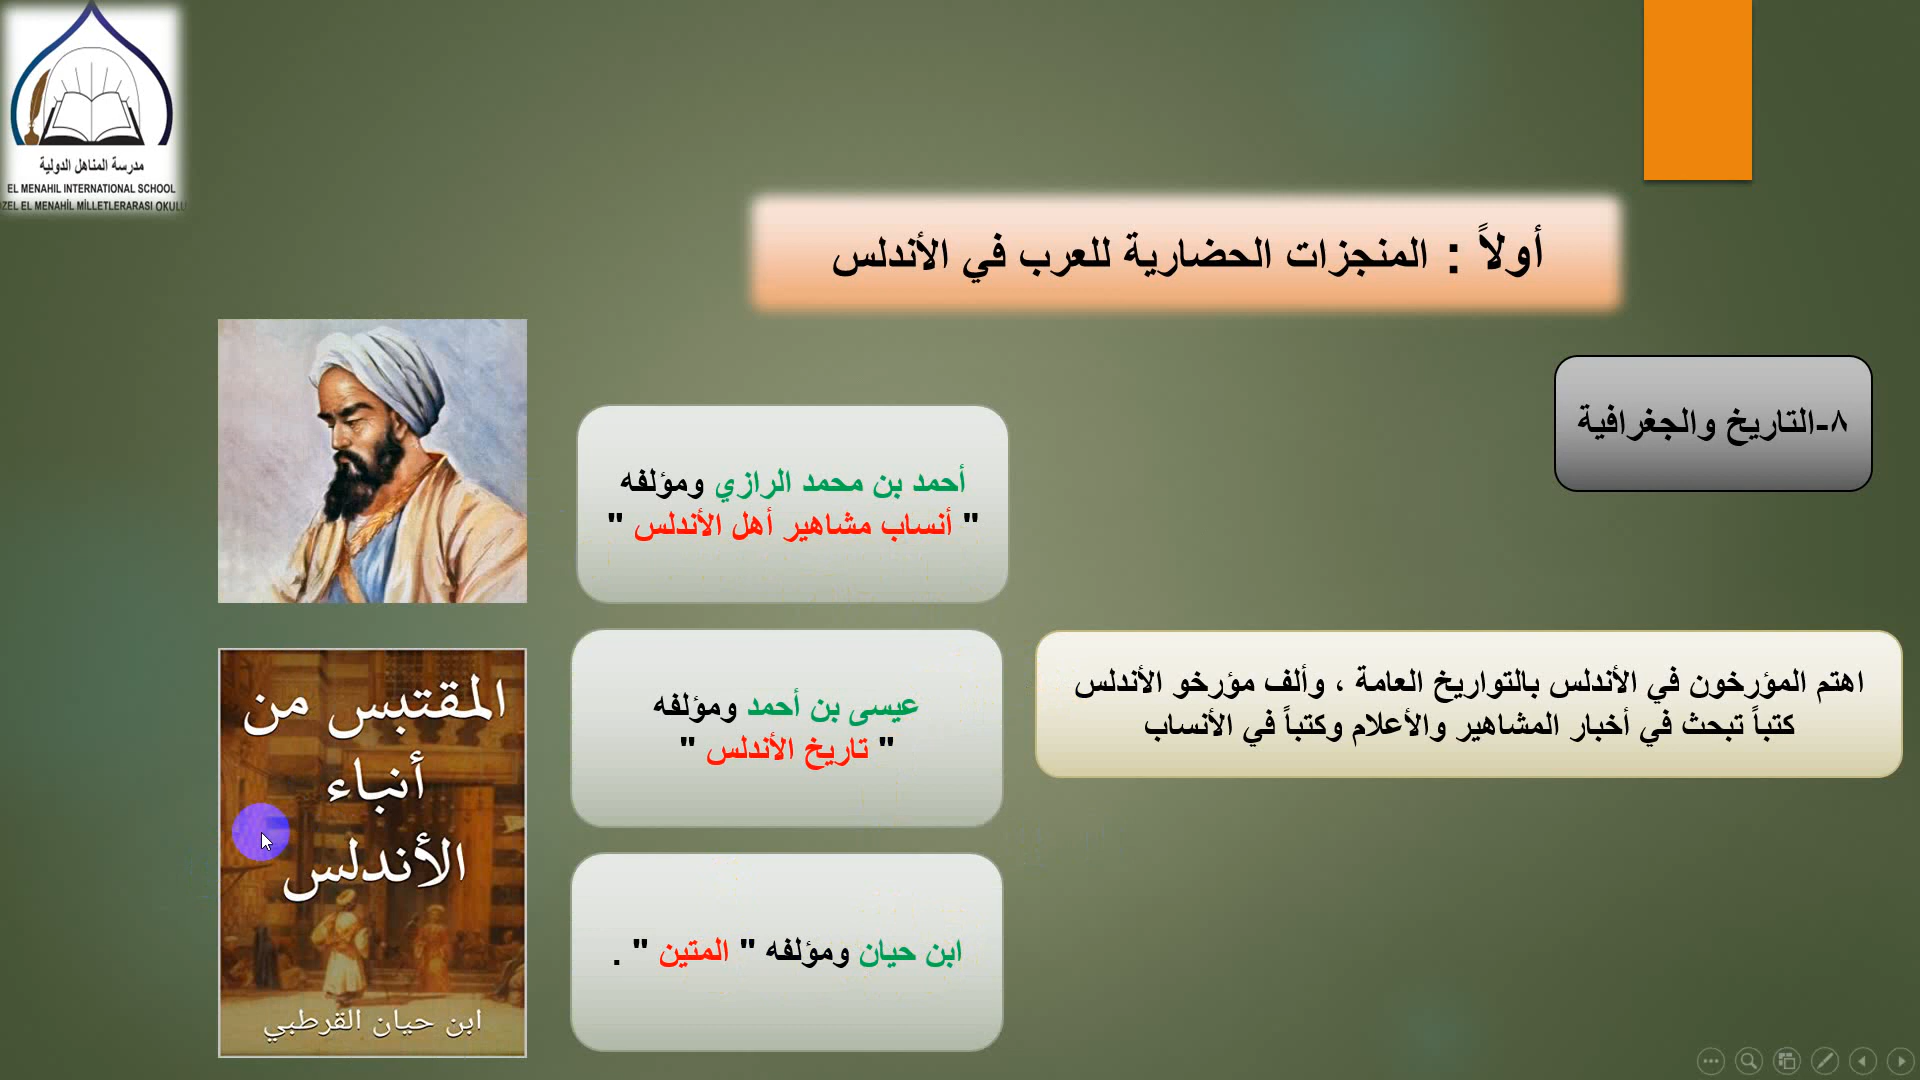 مدرسة المناهل الدولية
EL MENAHIL INTERNATIONAL SCHOOL
ZEL EL MENAHİL MİLLETLERARASI OKULU
أولاً : المنجزات الحضارية للعرب في الأندلس
٨-التاريخ والجغرافية
اهتم المؤرخون في الأندلس بالتواريخ العامة ، وألف مؤرخو الأندلس
كتباً تبحث في أخبار المشاهير والأعلام وكتباً في الأنساب
أحمد بن محمد الرازي ومؤلفه
" أنساب مشاهير أهل الأندلس "
عيسى بن أحمد ومؤلفه
" تاريخ الأندلس "
ابن حيان ومؤلفه " المتين " .
المقتبس من
أنباء
الأندلس
ابن حيان القرطبي